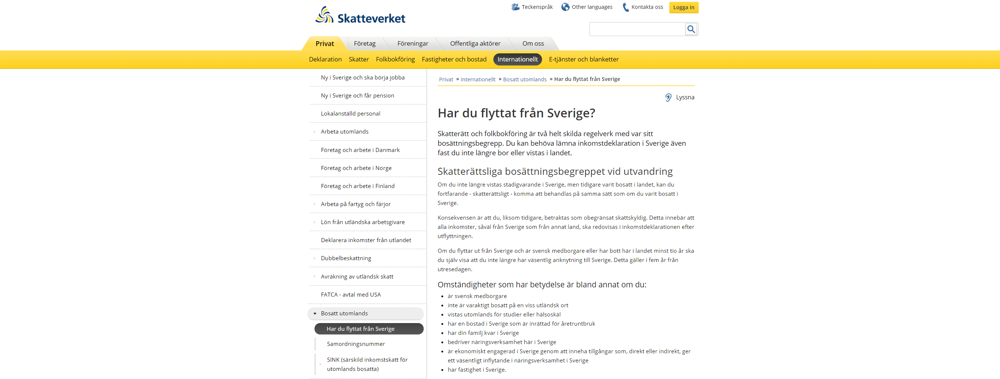 Teckenspråk
Other languages
Kontakta oss
Logga in
Skatteverket
Privat
Företag
Föreningar
Offentliga aktörer
Om oss
Deklaration
Skatter
Folkbokföring
Fastigheter och bostad
Internationellt
E-tjänster och blanketter
Ny i Sverige och ska börja jobba
Ny i Sverige och får pension
Lokalanställd personal
Arbeta utomlands
Företag och arbete i Danmark
Företag och arbete i Norge
Företag och arbete i Finland
Arbeta på fartyg och färjor
Lön från utländska arbetsgivare
Deklarera inkomster från utlandet
Dubbelbeskattning
Avräkning av utländsk skatt
FATCA - avtal med USA
Bosatt utomlands
Har du flyttat från Sverige
Samordningsnummer
SINK (särskild inkomstskatt för
utomlands bosatta)
Privat » Internationellt » Bosatt utomlands » Har du flyttat från Sverige
Lyssna
Har du flyttat från Sverige?
Skatterätt och folkbokföring är två helt skilda regelverk med var sitt
bosättningsbegrepp. Du kan behöva lämna inkomstdeklaration i Sverige även
fast du inte längre bor eller vistas i landet.
Skatterättsliga bosättningsbegreppet vid utvandring
Om du inte längre vistas stadigvarande i Sverige, men tidigare varit bosatt i landet, kan du
fortfarande - skatterättsligt - komma att behandlas på samma sätt som om du varit bosatt i
Sverige.
Konsekvensen är att du, liksom tidigare, betraktas som obegränsat skattskyldig. Detta innebär att
alla inkomster, såväl från Sverige som från annat land, ska redovisas i inkomstdeklarationen efter
utflyttningen.
Om du flyttar ut från Sverige och är svensk medborgare eller har bott här i landet minst tio år ska
du själv visa att du inte längre har väsentlig anknytning till Sverige. Detta gäller i fem år från
utresedagen.
Omständigheter som har betydelse är bland annat om du:
• är svensk medborgare
• inte är varaktigt bosatt på en viss utländsk ort
• vistas utomlands för studier eller hälsoskäl
• har en bostad i Sverige som är inrättad för åretruntbruk
• har din familj kvar i Sverige
• bedriver näringsverksamhet här i Sverige
• är ekonomiskt engagerad i Sverige genom att inneha tillgångar som, direkt eller indirekt, ger
ett väsentligt inflytande i näringsverksamhet i Sverige
• har fastighet i Sverige.